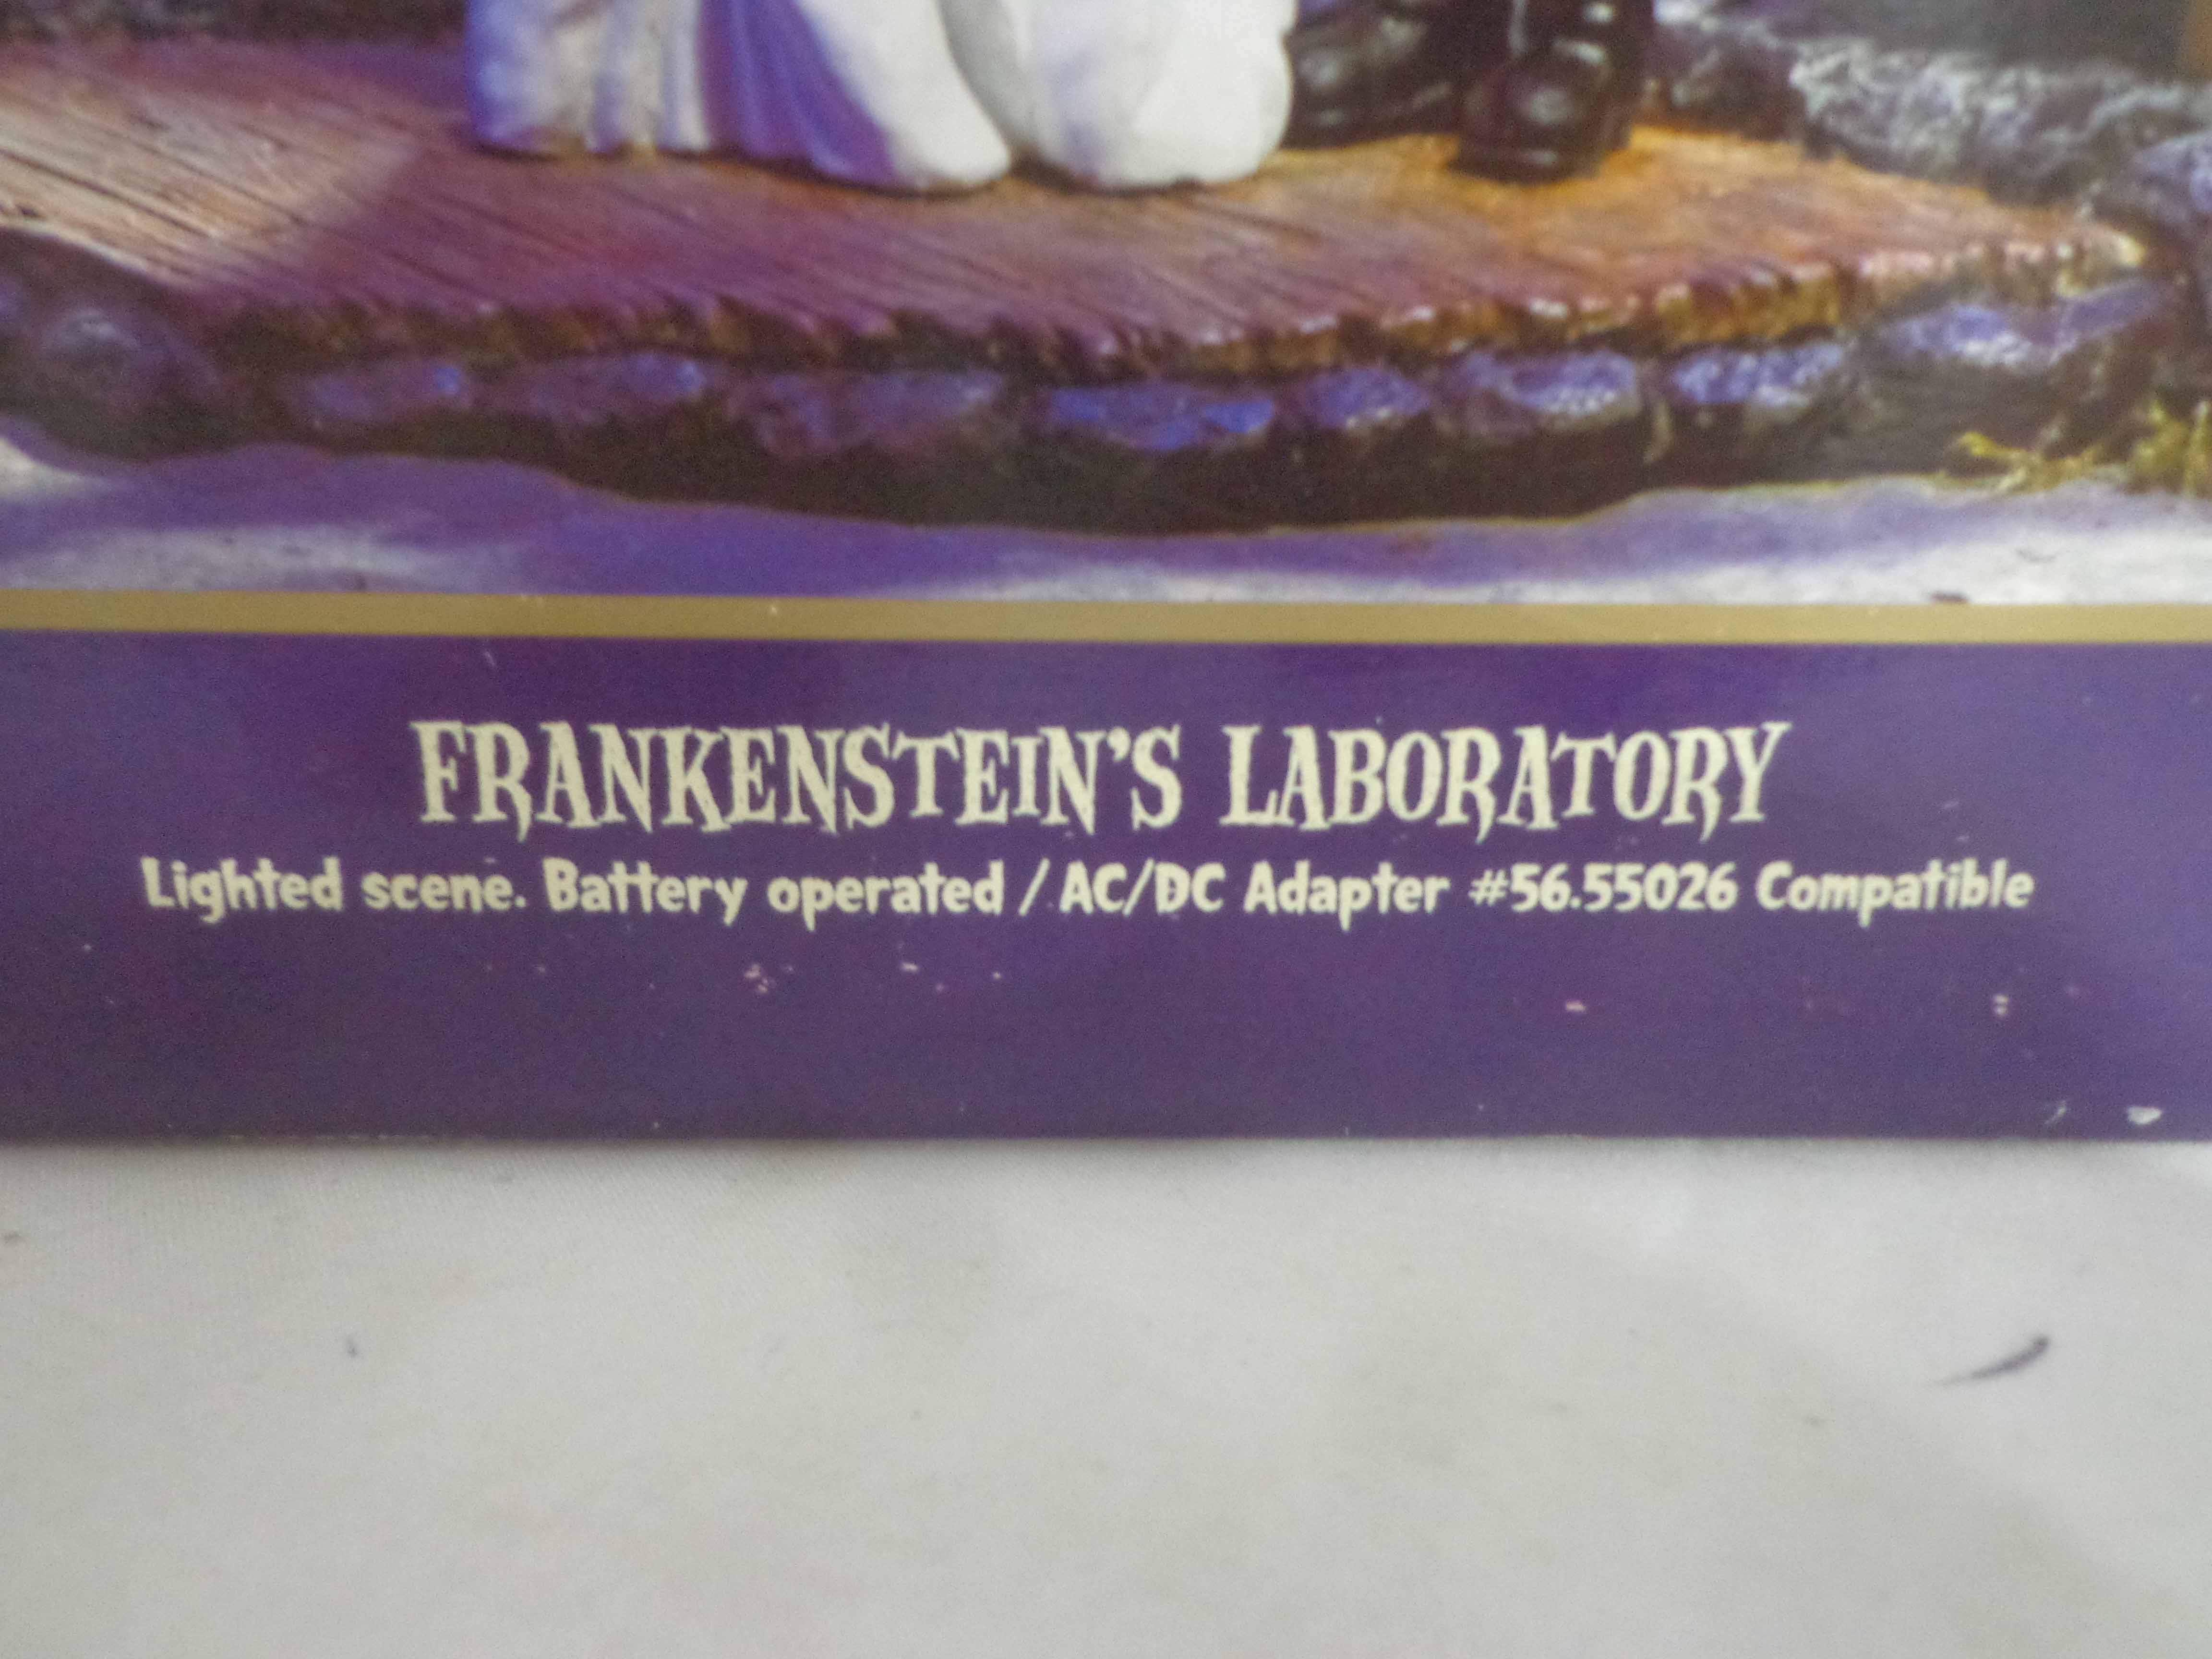 FRANKENSTEIN'S LABORATORY
Lighted scene. Battery operated / AC/DC Adapter #56.55026 Compatible